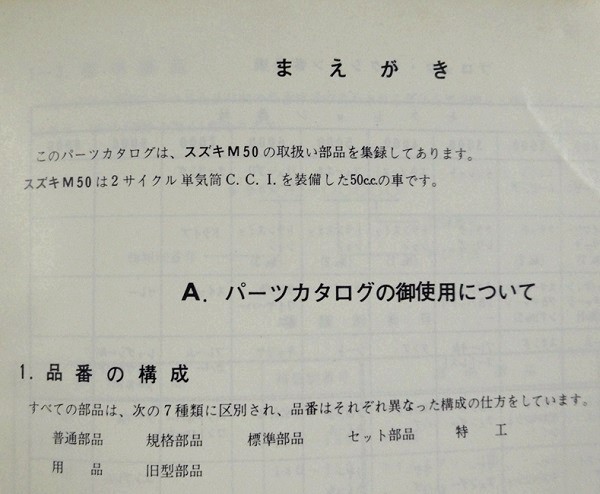 まえがき
このパーツカタログは、スズキM50の取扱い部品を集録してあります。
スズキM50は2サイクル単気筒C.C.I.を装備した50c.c.の車です。
A. パーツカタログの御使用について
1. 品番の構成
すべての部品は、次の7種類に区別され、品番はそれぞれ異なった構成の仕方をしています。
普通部品 規格部品 標準部品 セット部品 特工
用品 旧型部品